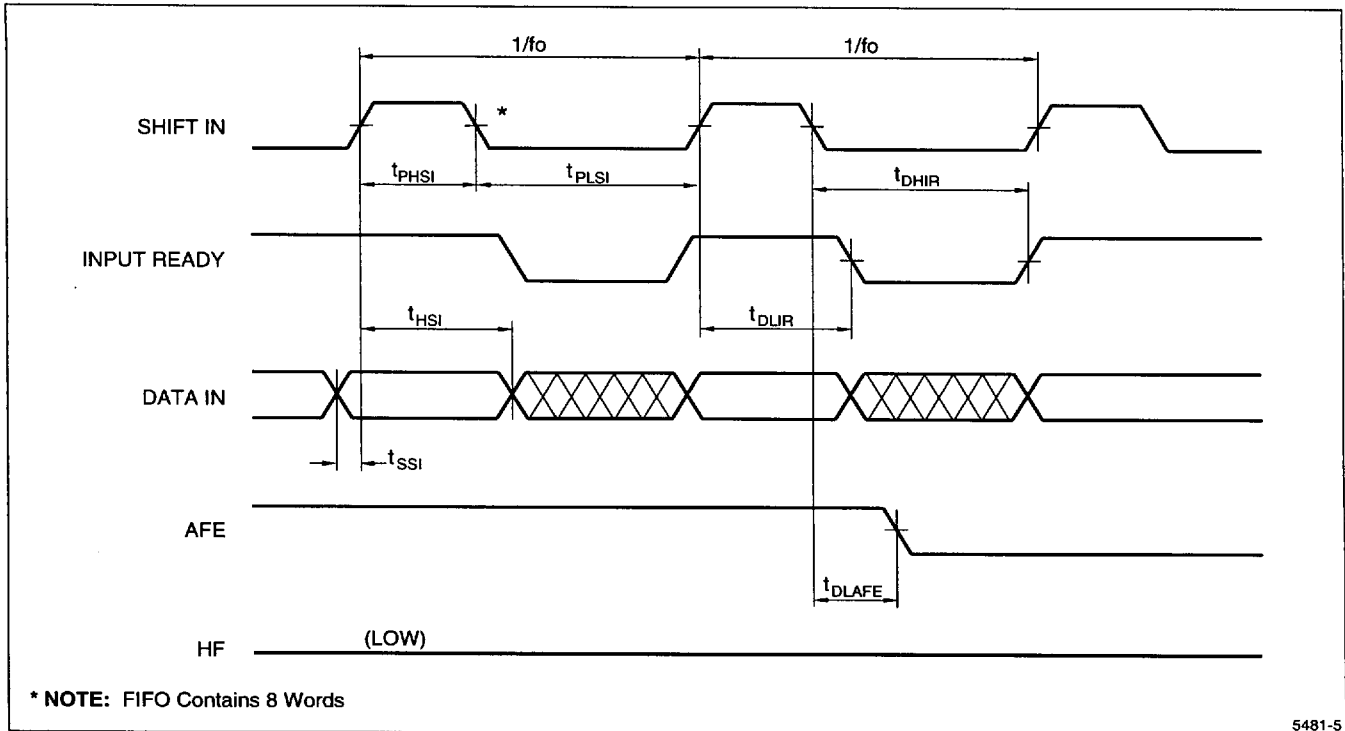 1/fo 1/fo
SHIFT IN
*
tPHSI tPLSI tDHIR
INPUT READY
tHSI tDLIR
DATA IN
tSSI
AFE
tDLAFE
HF (LOW)
* NOTE: FIFO Contains 8 Words
5481-5